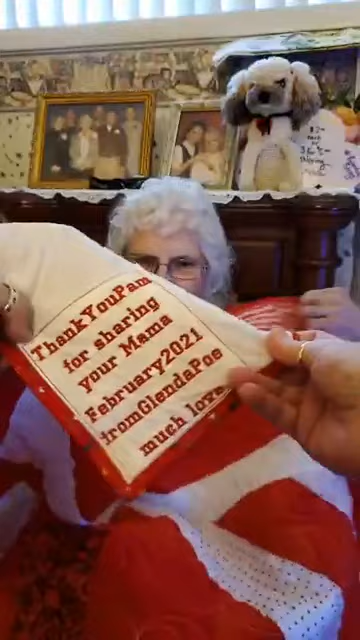 ThankYouPam
for sharing
your Mama
February2021
fromGlendaPoe
much love